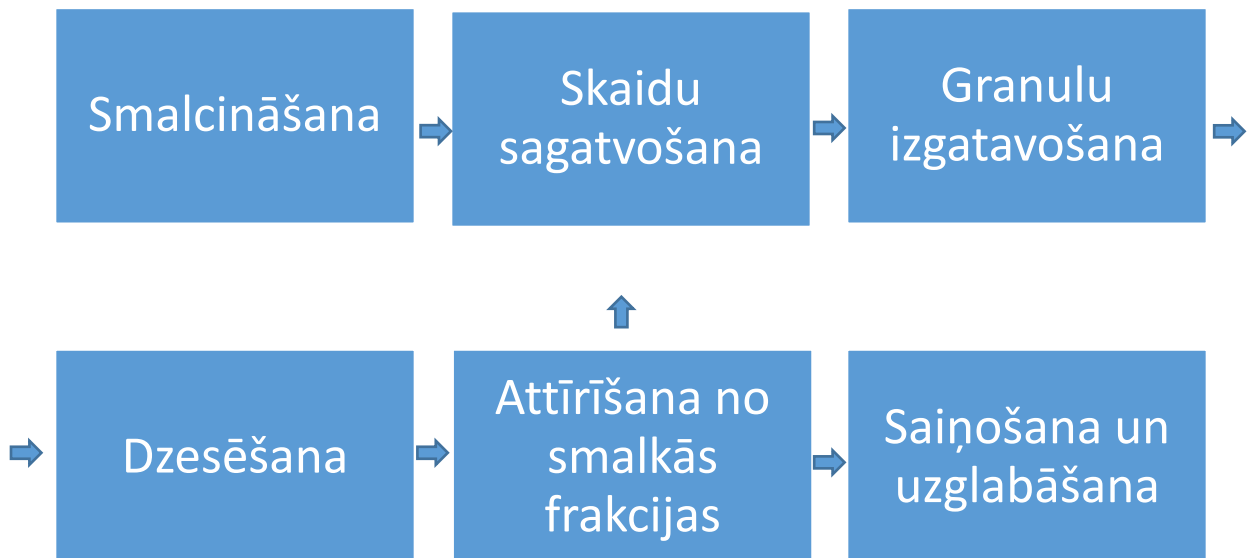 Smalcināšana
Skaidu
sagatvošana
Granulu
izgatavošana
Dzesēšana
Attīrīšana no
smalkās
frakcijas
Saiņošana un
uzglabāšana